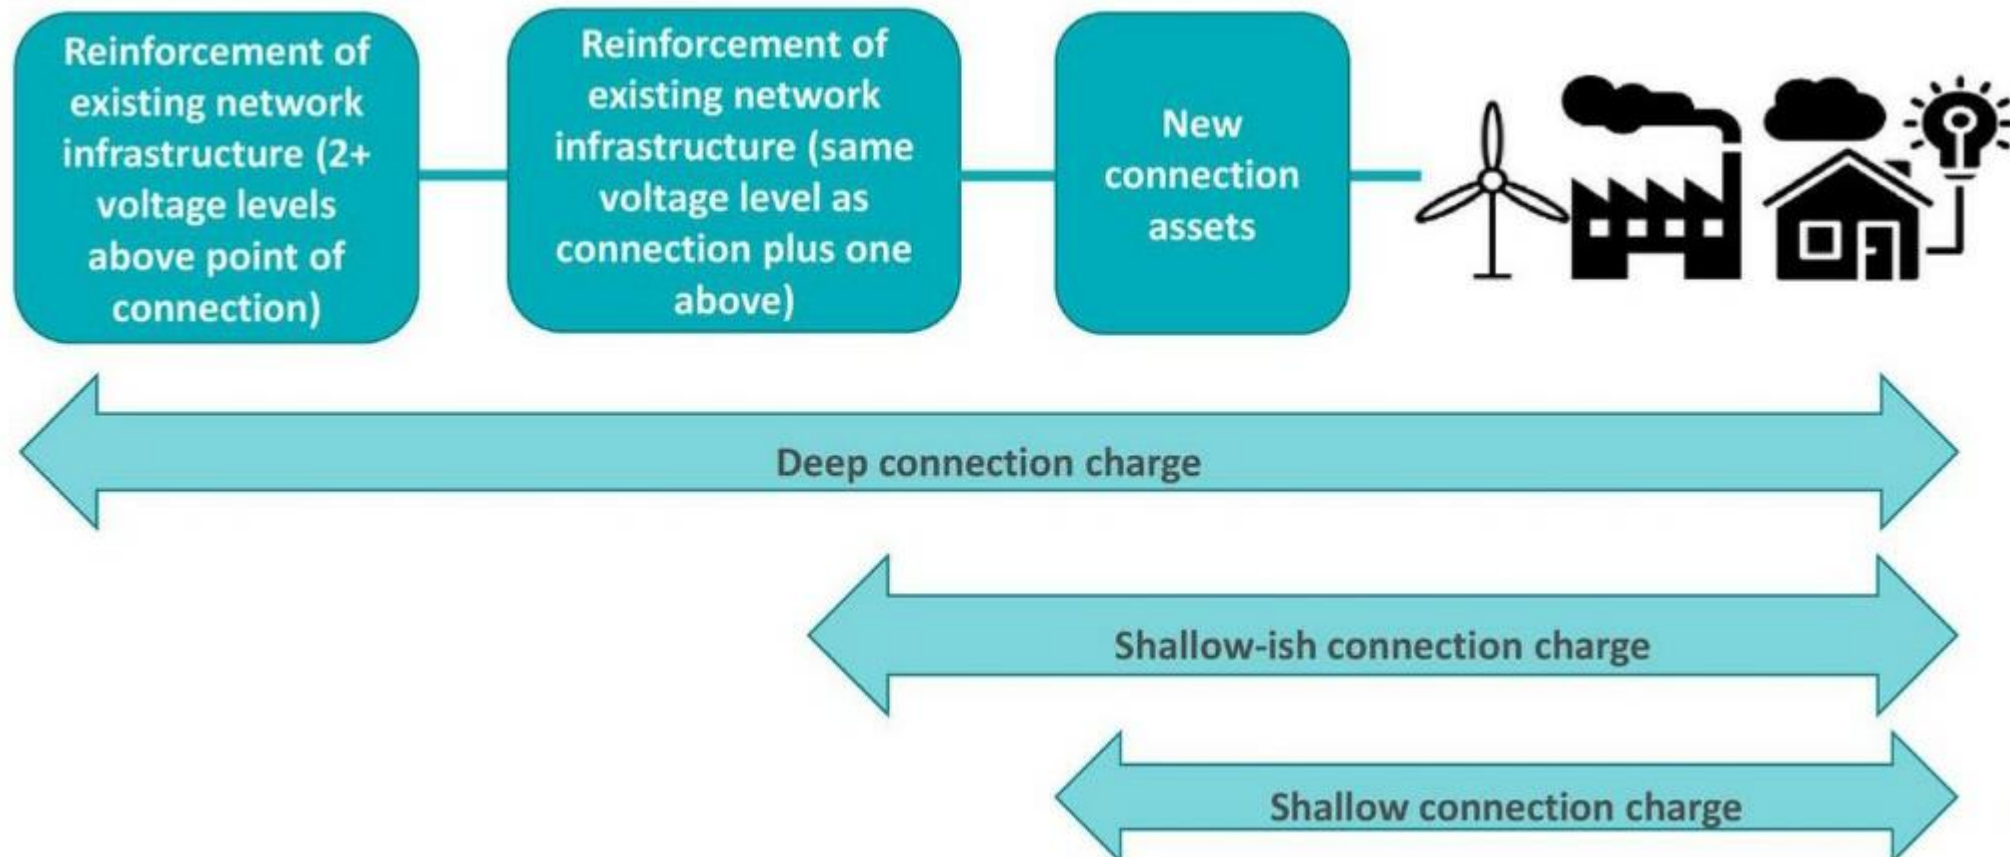 Reinforcement of
existing network
infrastructure (2+
voltage levels
above point of
connection)
Reinforcement of
existing network
infrastructure (same
voltage level as
connection plus one
above)
New
connection
assets
Deep connection charge
Shallow-ish connection charge
Shallow connection charge